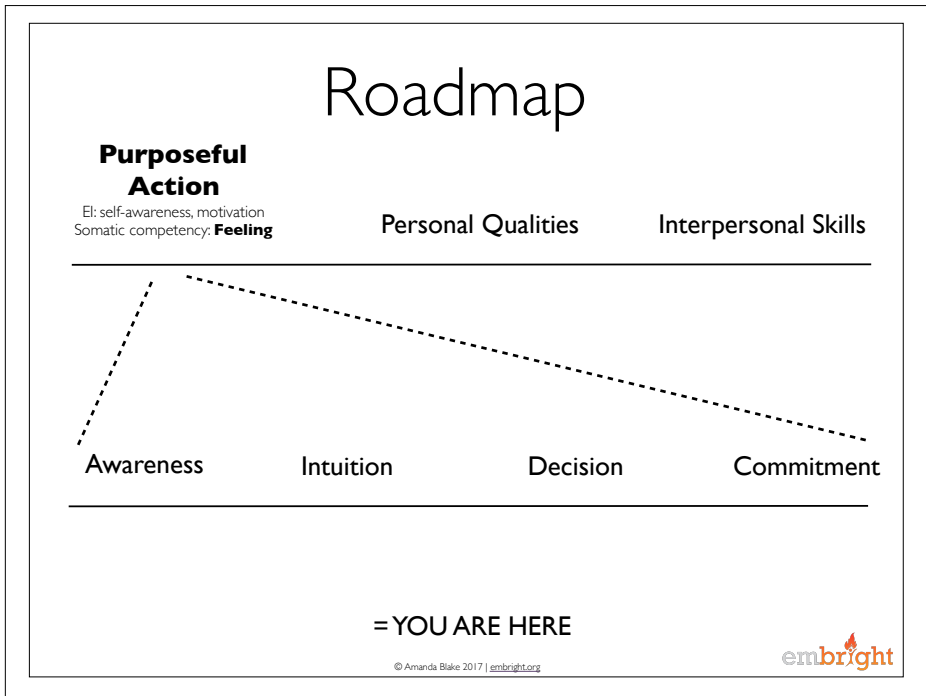 Roadmap
Purposeful
Action
EI: self-awareness, motivation
Somatic competency: Feeling
Personal Qualities
Interpersonal Skills
Awareness
Intuition
Decision
Commitment
= YOU ARE HERE
© Amanda Blake 2017 | embright.org
embright